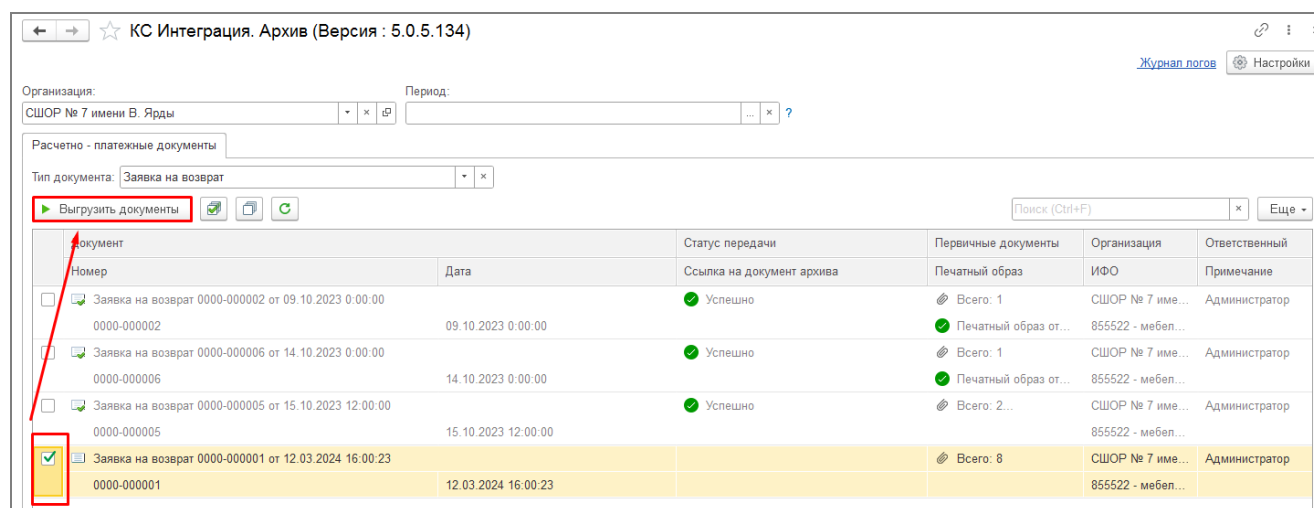 КС Интеграция. Архив (Версия : 5.0.5.134)
Журнал логов Настройки
Организация: Период:
СШОР № 7 имени В. Ярды ... ?
Расчетно - платежные документы
Тип документа: Заявка на возврат
Выгрузить документы Поиск (Ctrl+F) Еще
Документ Статус передачи Первичные документы Организация Ответственный
Номер Дата Ссылка на документ архива Печатный образ ИФО Примечание
Заявка на возврат 0000-000002 от 09.10.2023 0:00:00 Успешно Всего: 1 СШОР № 7 име... Администратор
0000-000002 09.10.2023 0:00:00 Печатный образ от... 855522 - мебел...
Заявка на возврат 0000-000006 от 14.10.2023 0:00:00 Успешно Всего: 1 СШОР № 7 име... Администратор
0000-000006 14.10.2023 0:00:00 Печатный образ от... 855522 - мебел...
Заявка на возврат 0000-000005 от 15.10.2023 12:00:00 Успешно Всего: 2... СШОР № 7 име... Администратор
0000-000005 15.10.2023 12:00:00 855522 - мебел...
Заявка на возврат 0000-000001 от 12.03.2024 16:00:23 Всего: 8 СШОР № 7 име... Администратор
0000-000001 12.03.2024 16:00:23 855522 - мебел...